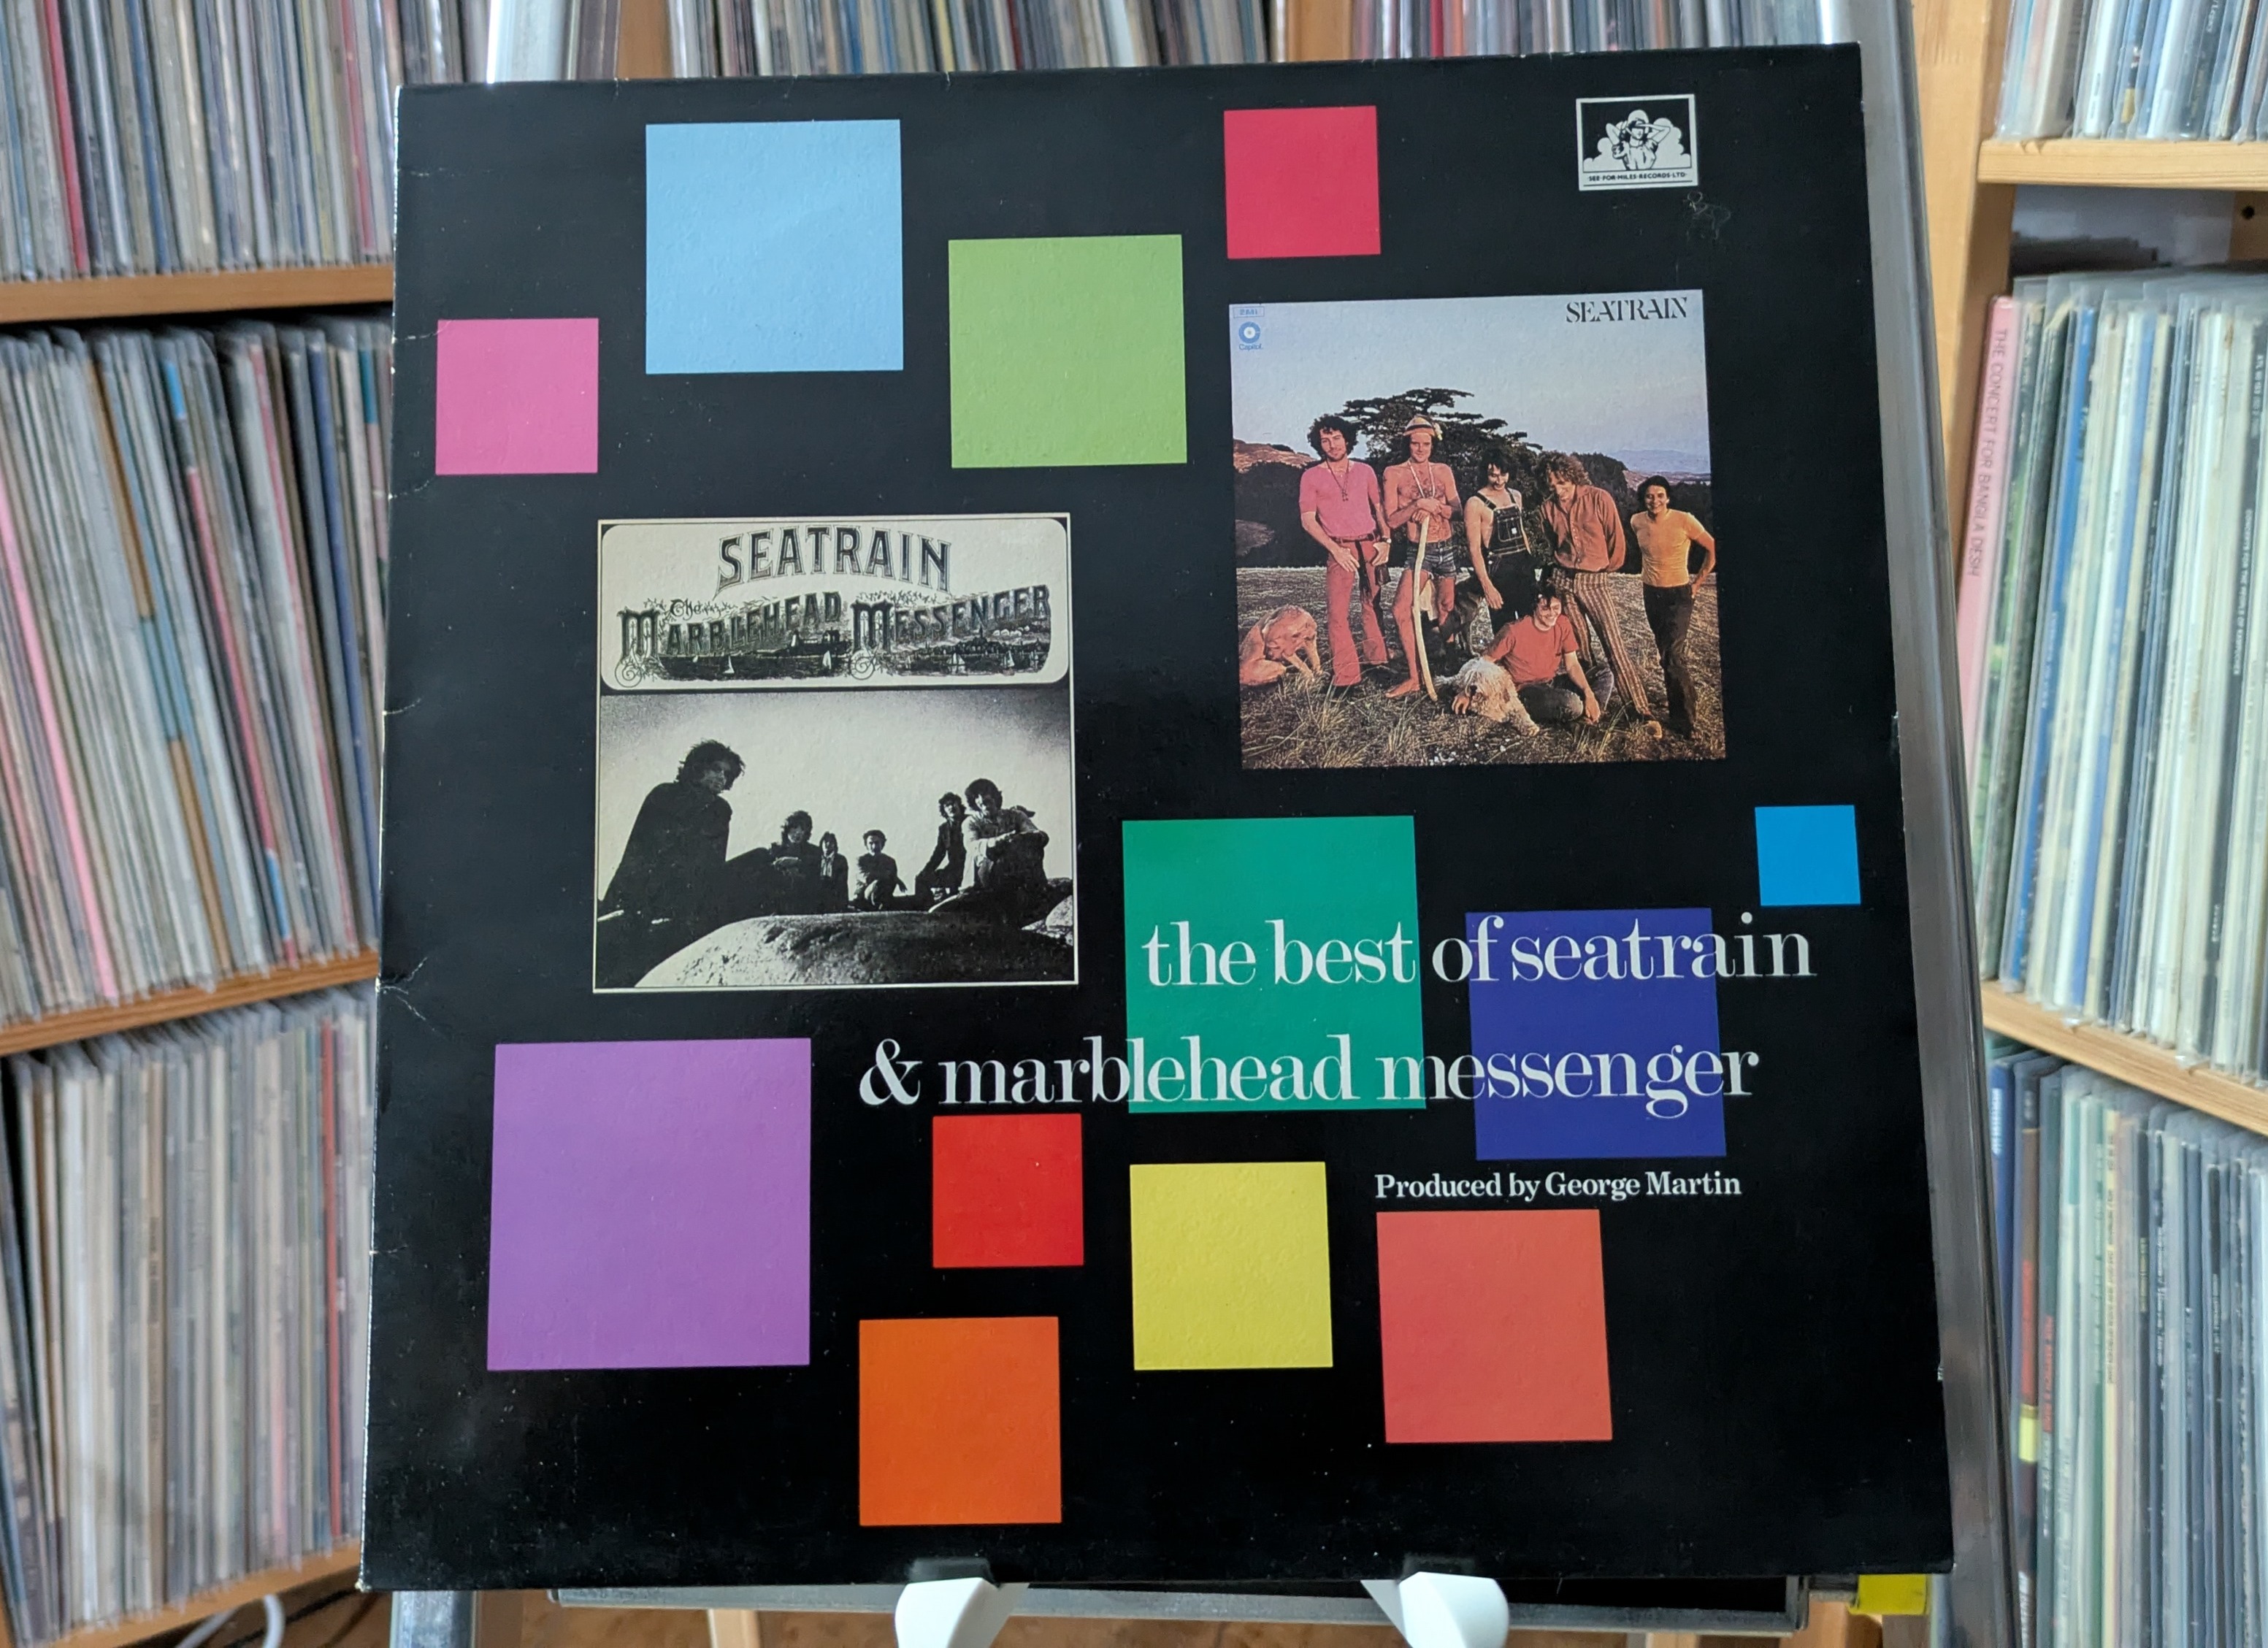 SEE·FOR·MILES·RECORDS·LTD·
SEATRAIN
Capitol
SEATRAIN
The
MARBLEHEAD MESSENGER
the best of seatrain
& marblehead messenger
Produced by George Martin
THE CONCERT FOR BANGLA DESH